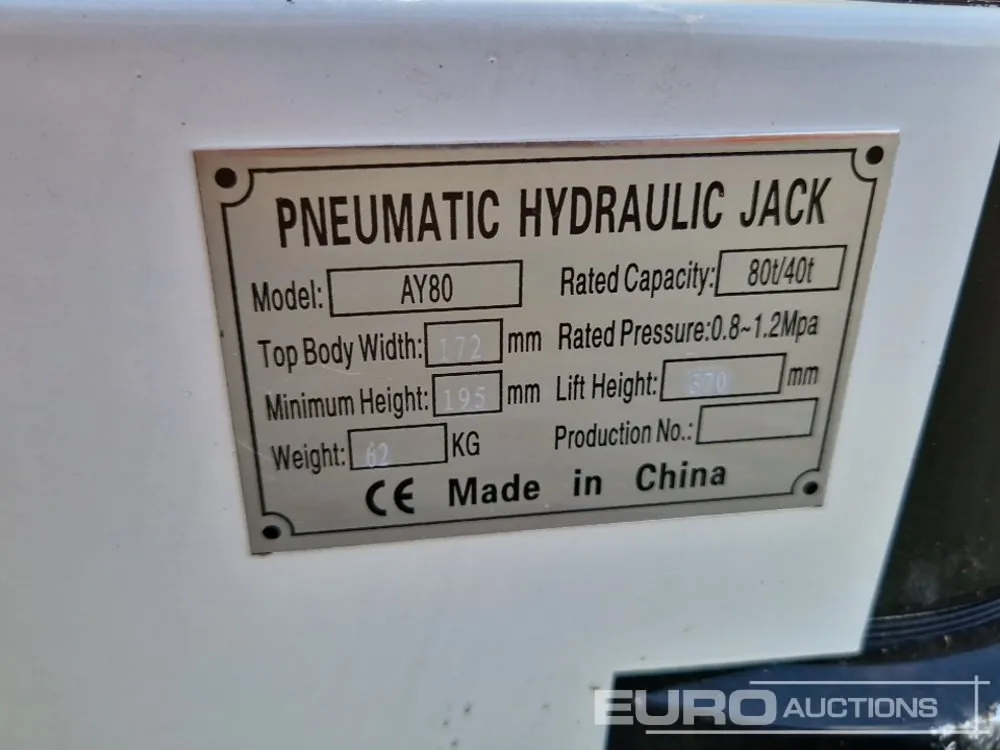 PNEUMATIC HYDRAULIC JACK
Model: AY80 Rated Capacity: 80t/40t
Top Body Width: 172 mm Rated Pressure:0.8~1.2Mpa
Minimum Height: 195 mm Lift Height: 370 mm
Weight: 62 KG Production No.:
CE Made in China
EURO AUCTIONS